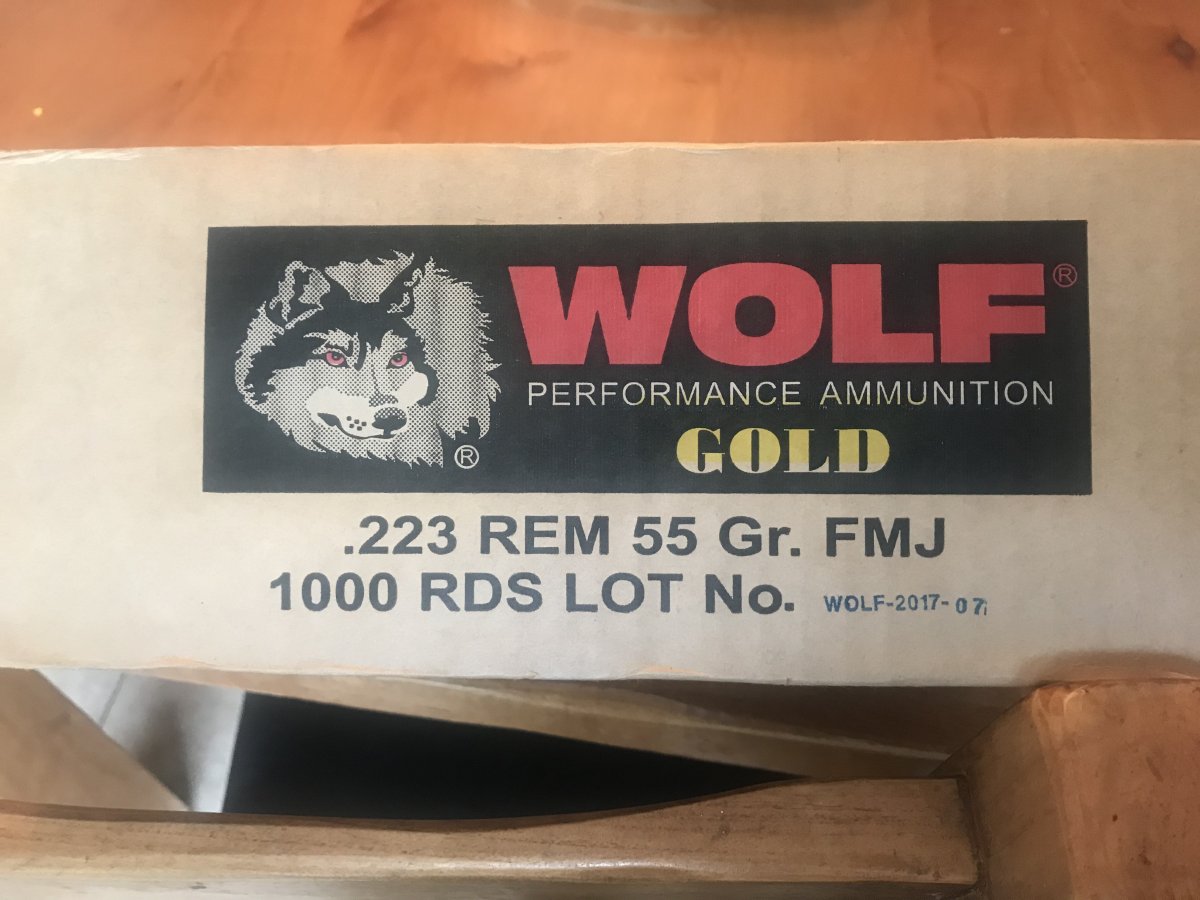 WOLF®
PERFORMANCE AMMUNITION
GOLD
®
.223 REM 55 Gr. FMJ
1000 RDS LOT No. WOLF-2017-07